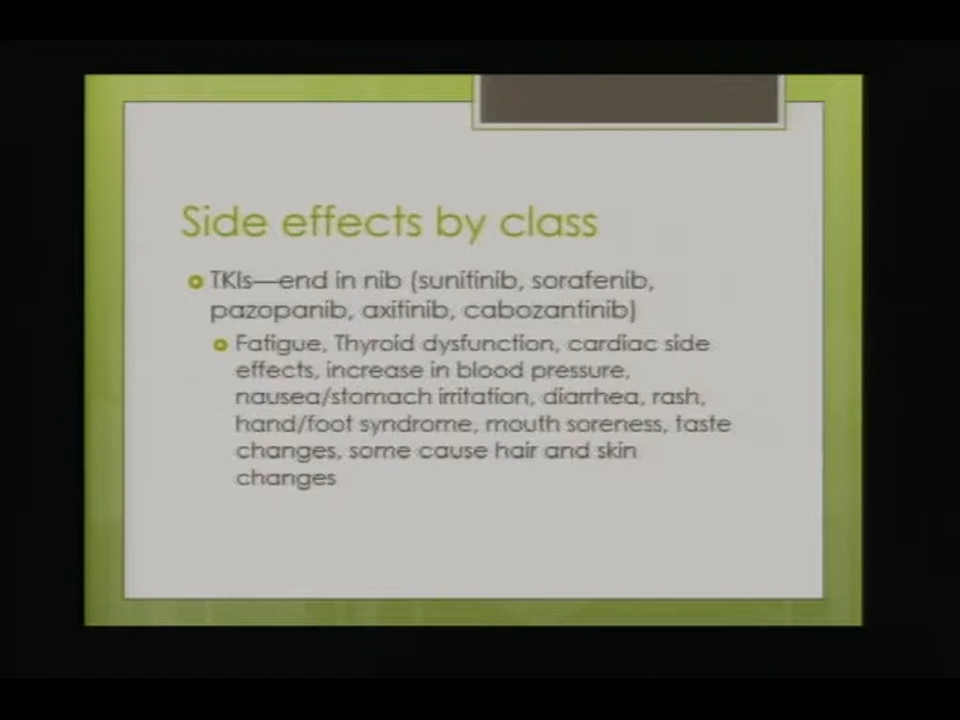 Side effects by class
TKIs—end in nib (sunitinib, sorafenib,
pazopanib, axitinib, cabozantinib)
Fatigue, Thyroid dysfunction, cardiac side
effects, increase in blood pressure,
nausea/stomach irritation, diarrhea, rash,
hand/foot syndrome, mouth soreness, taste
changes, some cause hair and skin
changes